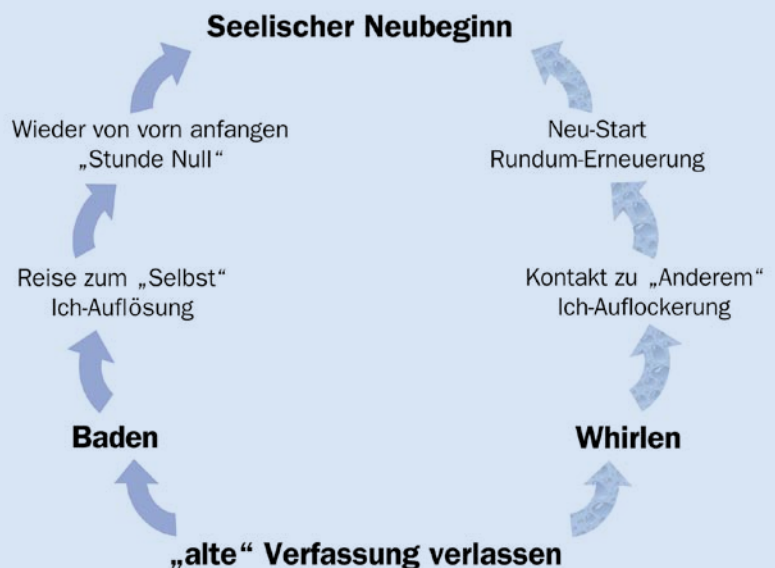 Seelischer Neubeginn
Wieder von vorn anfangen
„Stunde Null“
Neu-Start
Rundum-Erneuerung
Reise zum „Selbst“
Ich-Auflösung
Kontakt zu „Anderem“
Ich-Auflockerung
Baden
Whirlen
„alte“ Verfassung verlassen